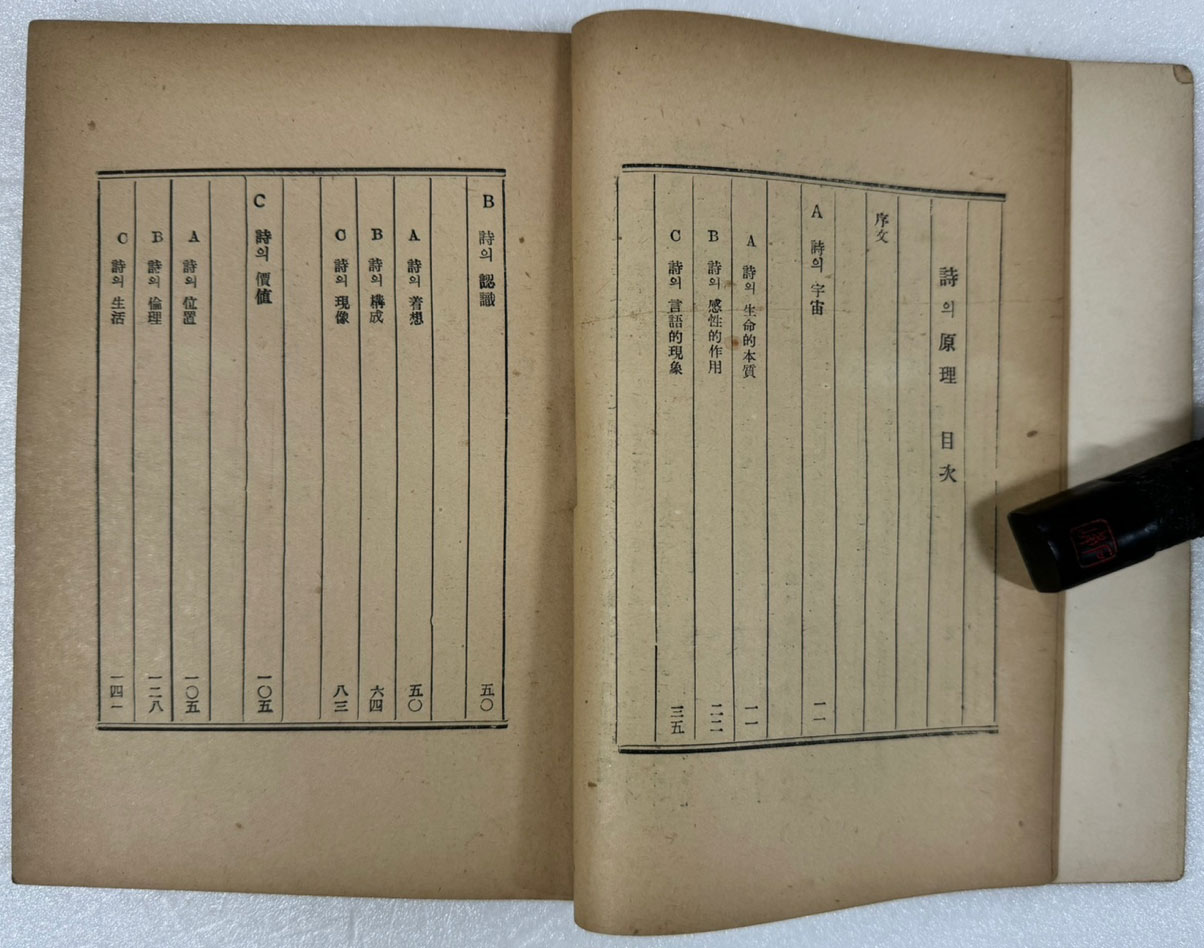 詩의原理 目次
序文
A 詩의 宇宙 一一
A 詩의 生命的本質 一一
B 詩의 感性的作用 二二
C 詩의 言語的現象 三五
B 詩의 認識 五〇
A 詩의 着想 五〇
B 詩의 構成 六四
C 詩의 現像 八三
C 詩의 價値 一〇五
A 詩의 位置 一〇五
B 詩의 倫理 一二八
C 詩의 生活 一四一